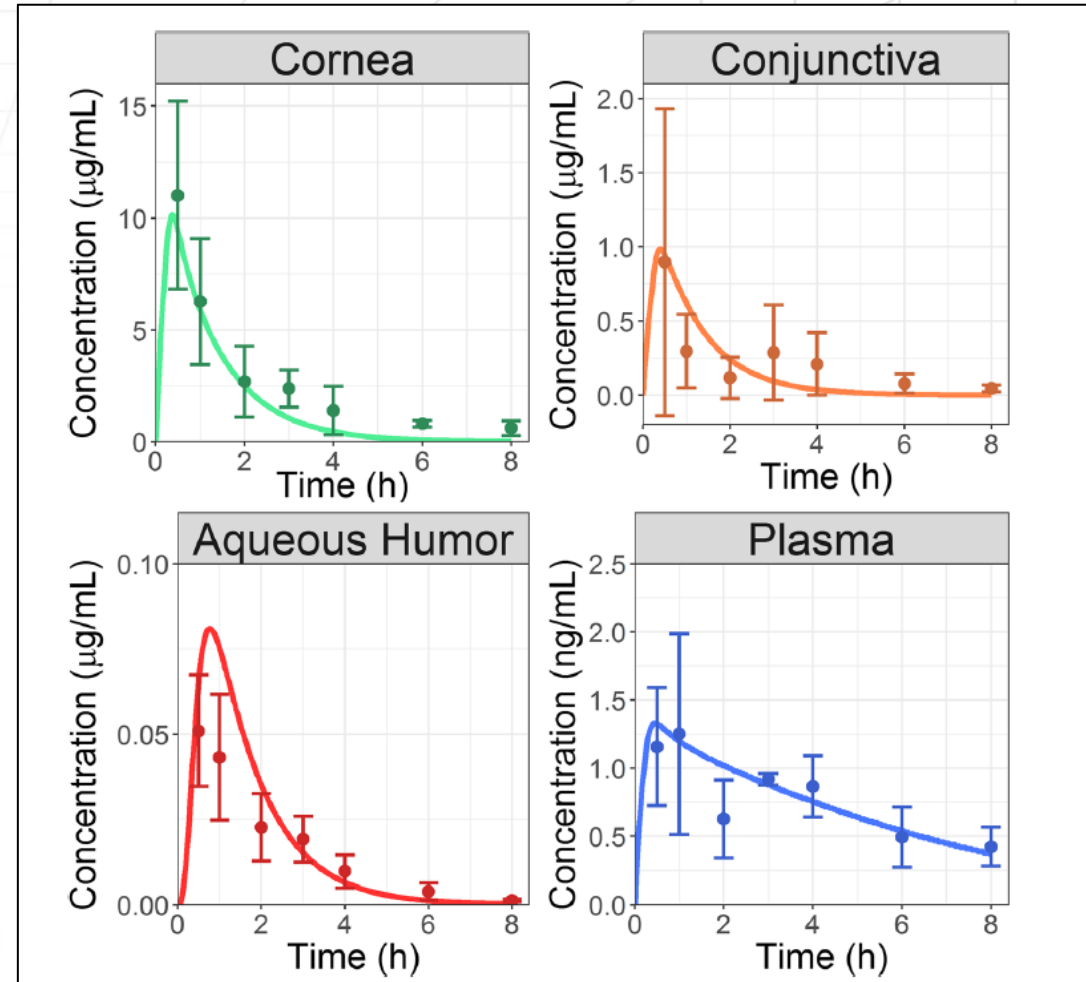 Cornea
Concentration (μg/mL)
15
10
5
0
0 2 4 6 8
Time (h)
Conjunctiva
Concentration (μg/mL)
2.0
1.5
1.0
0.5
0.0
0 2 4 6 8
Time (h)
Aqueous Humor
Concentration (μg/mL)
0.10
0.05
0.00
0 2 4 6 8
Time (h)
Plasma
Concentration (ng/mL)
2.5
2.0
1.5
1.0
0.5
0.0
0 2 4 6 8
Time (h)